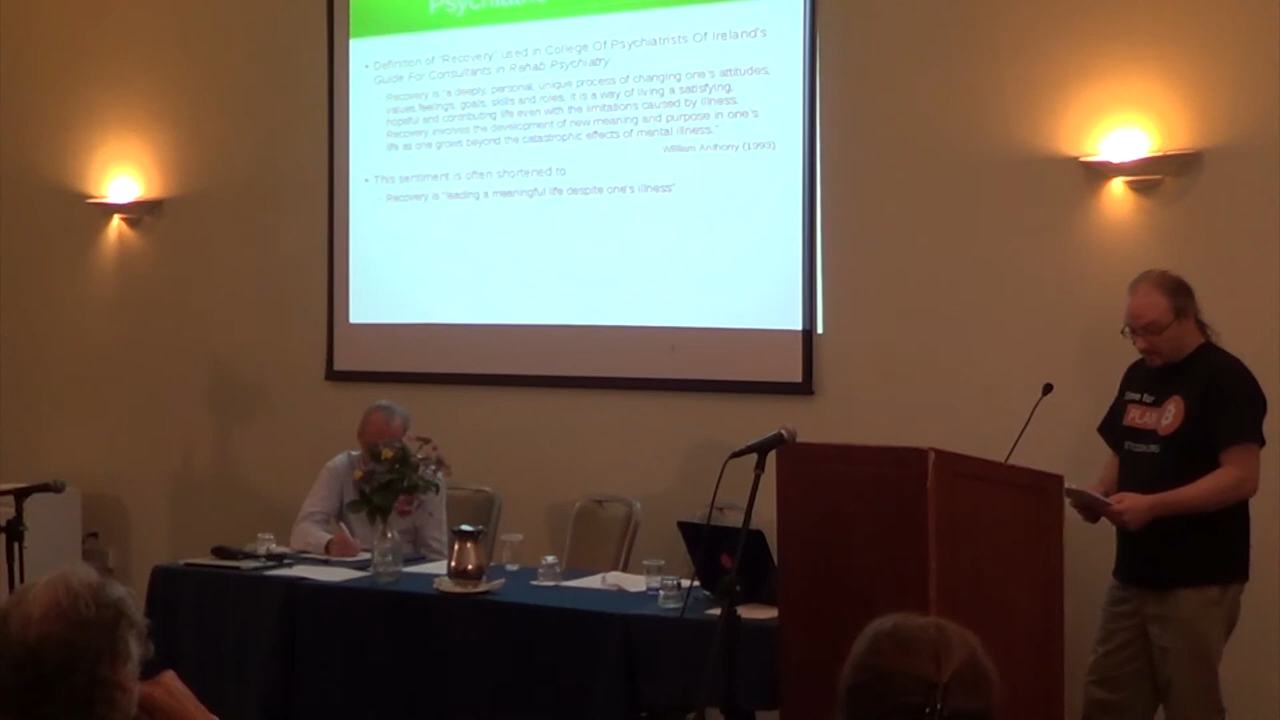 Psychiatric
• Definition of "Recovery" used in College Of Psychiatrists Of Ireland's
Guide For Consultants in Rehab Psychiatry
Recovery is "a deeply, personal, unique process of changing one's attitudes,
values, feelings, goals, skills and roles, it is a way of living a satisfying,
hopeful and contributing life even with the limitations caused by illness.
Recovery involves the development of new meaning and purpose in one's
life as one grows beyond the catastrophic effects of mental illness."
William Anthony (1993)
• This sentiment is often shortened to
- Recovery is "leading a meaningful life despite one's illness"
time for
PLAN B